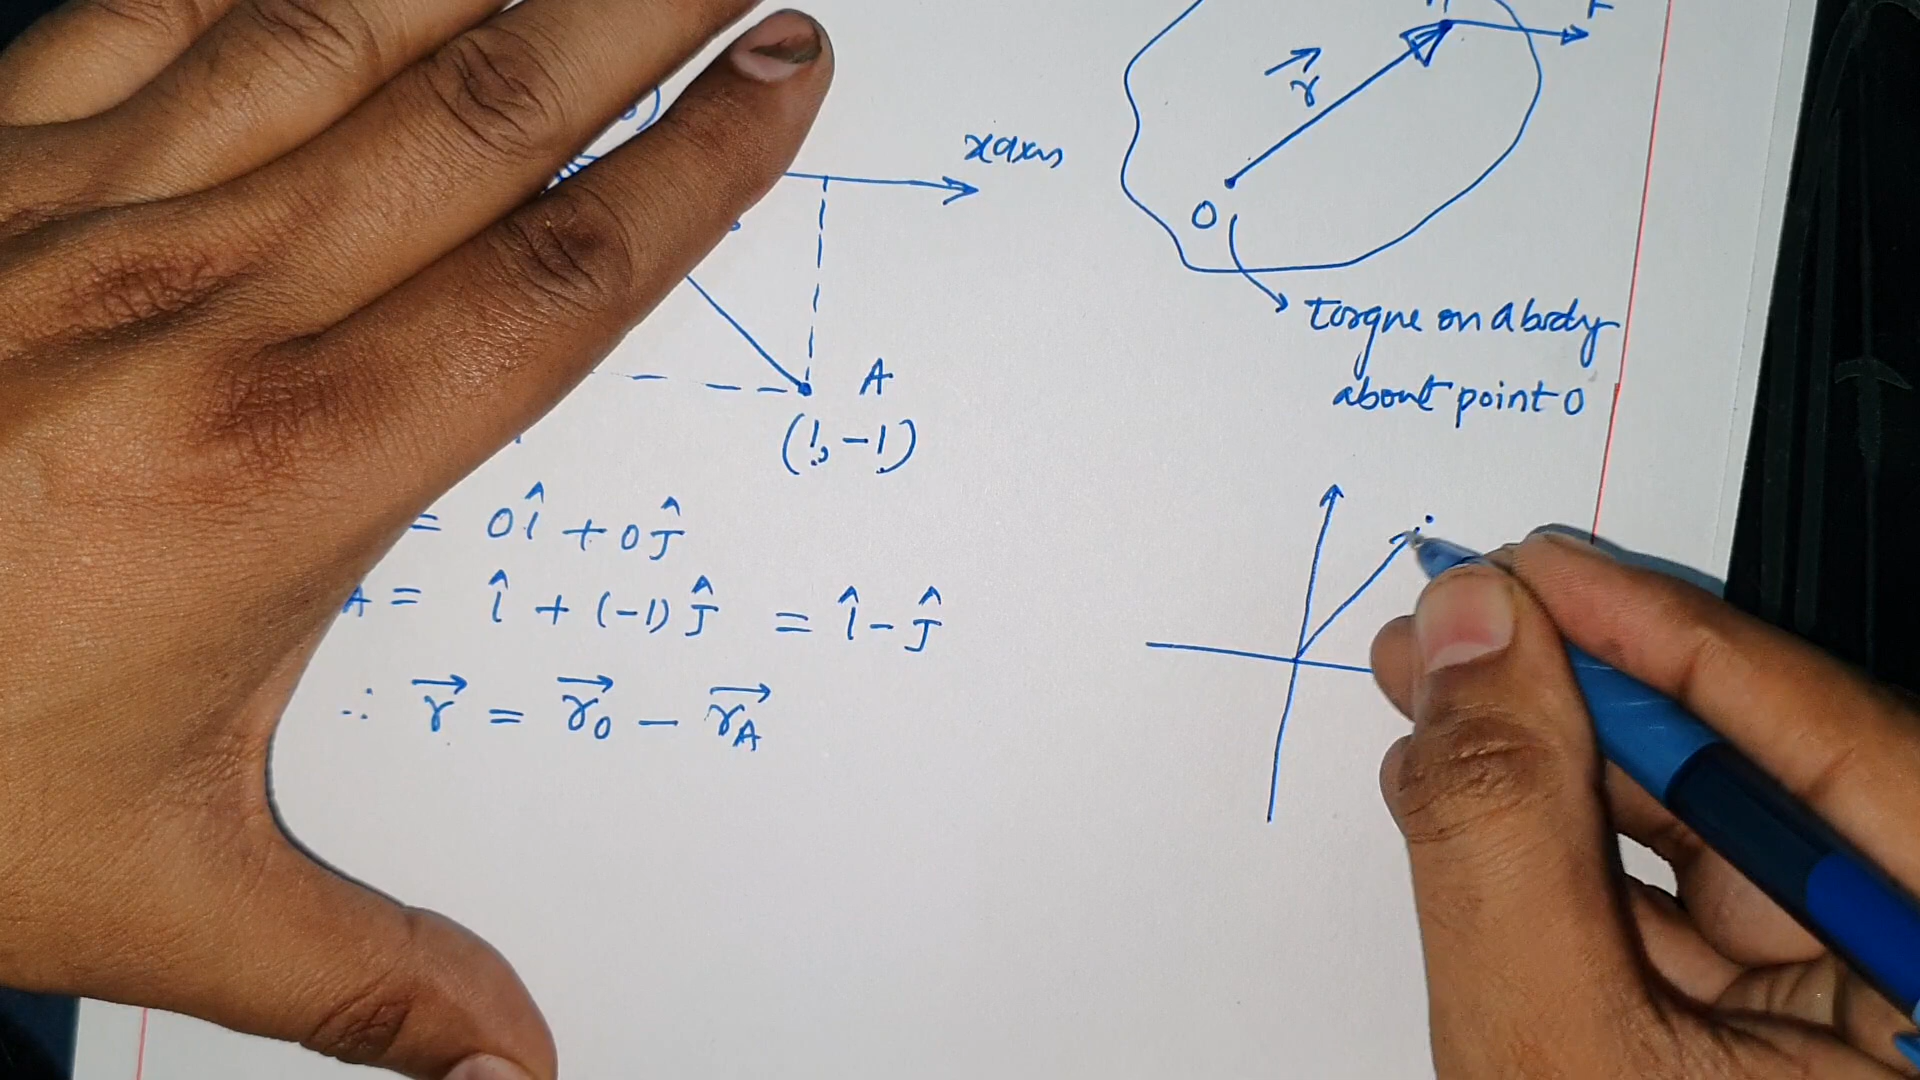 x axis
r⃗
O
torque on a body
about point O
A
(1, -1)
= 0î + 0ĵ
A = î + (-1)ĵ = î - ĵ
∴ r⃗ = r⃗₀ - r⃗_A